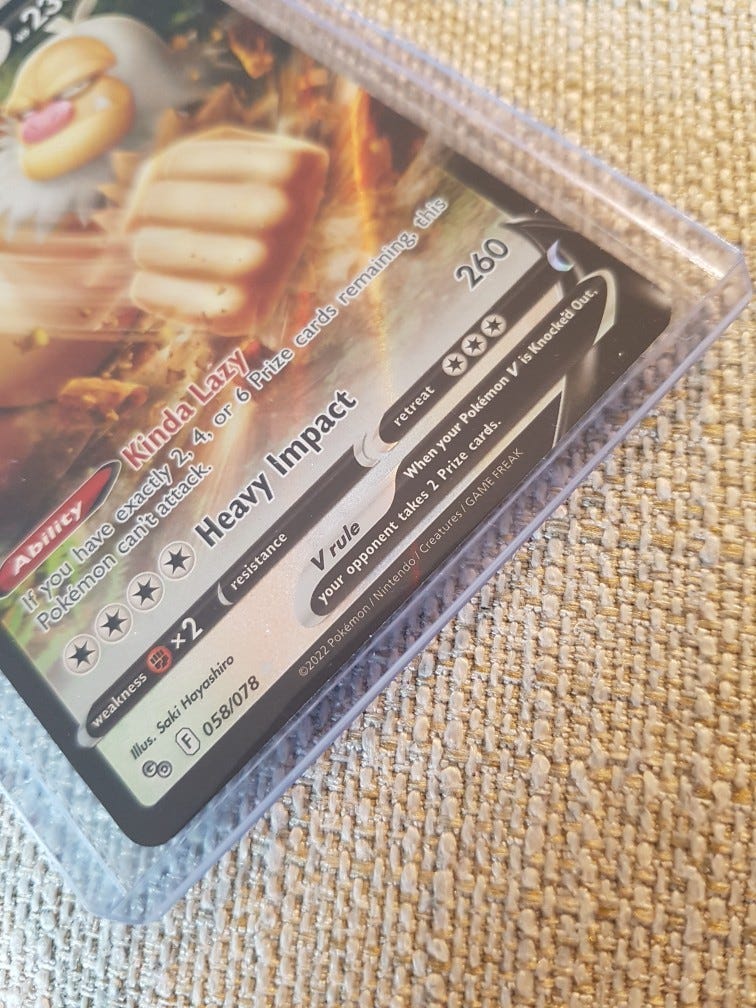 23
Ability Kinda Lazy
If you have exactly 2, 4, or 6 Prize cards remaining, this
Pokémon can't attack.
Heavy Impact 260
weakness ×2 resistance retreat
V rule When your Pokémon V is Knocked Out,
your opponent takes 2 Prize cards.
Illus. Saki Hayashiro
F 058/078
©2022 Pokémon / Nintendo / Creatures / GAME FREAK